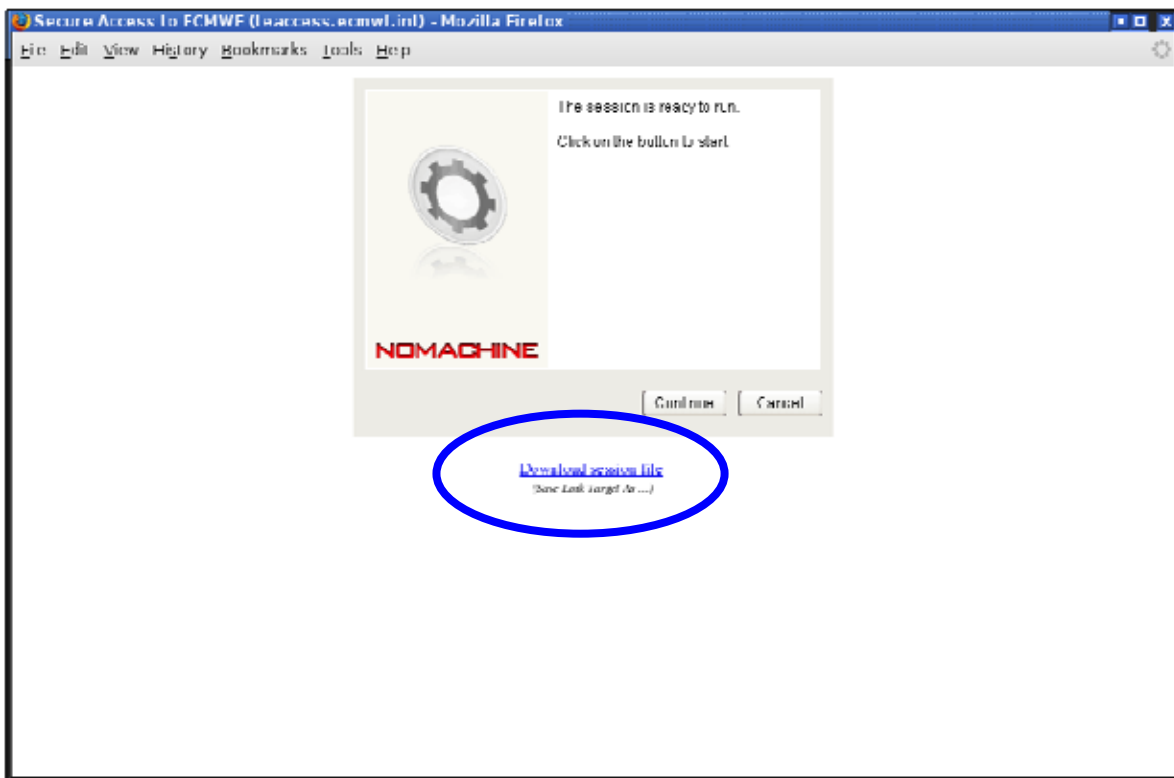 Secure Access to ECMWF (teaccess.ecmwf.int) - Mozilla Firefox
File Edit View History Bookmarks Tools Help
The session is ready to run.
Click on the button to start
NOMACHINE
Continue Cancel
Download session file
(Save Link Target As ...)